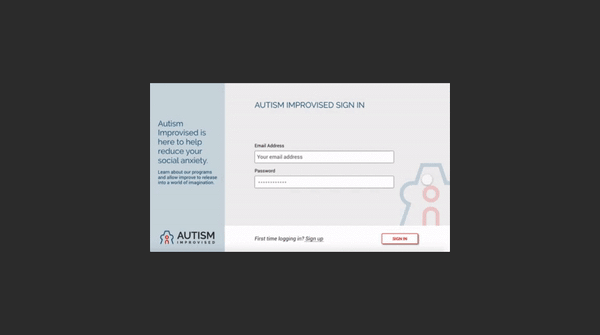 Autism
Improvised is
here to help
reduce your
social anxiety.
Learn about our programs
and allow improv to release
into a world of imagination.
AUTISM
IMPROVISED
AUTISM IMPROVISED SIGN IN
Email Address
Your email address
Password
************
First time logging in? Sign up
SIGN IN